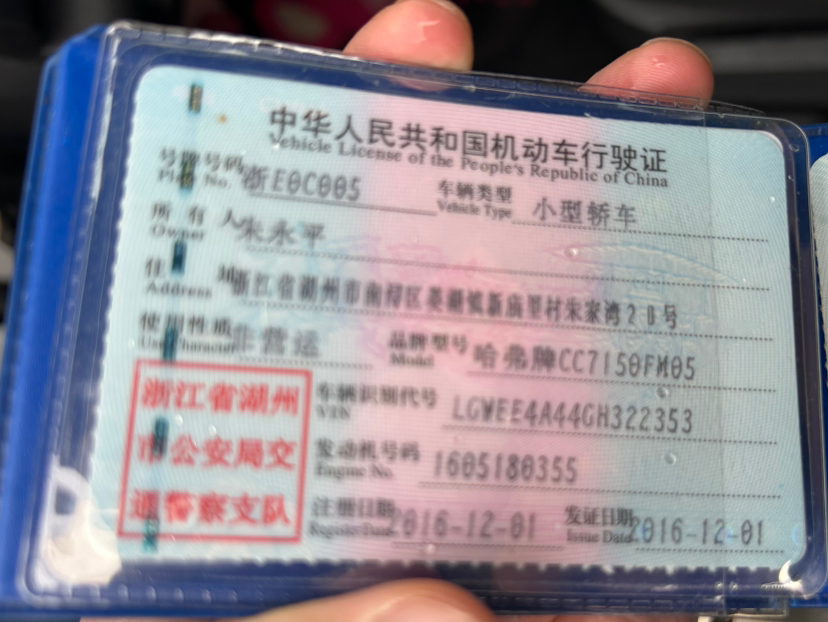 中华人民共和国机动车行驶证
Vehicle License of the People's Republic of China
号牌号码 浙E0C005 车辆类型 小型轿车
Plate No. Vehicle Type
所有人 朱永平
Owner
住址 浙江省湖州市南浔区菱湖镇新庙里村朱家湾28号
Address
使用性质 非营运 品牌型号 哈弗牌CC7150FM05
Use Character Model
浙江省湖州
市公安局交
通警察支队
车辆识别代号 LGWEE4A44GH322353
VIN
发动机号码 1605180355
Engine No.
注册日期 2016-12-01 发证日期 2016-12-01
Register Date Issue Date